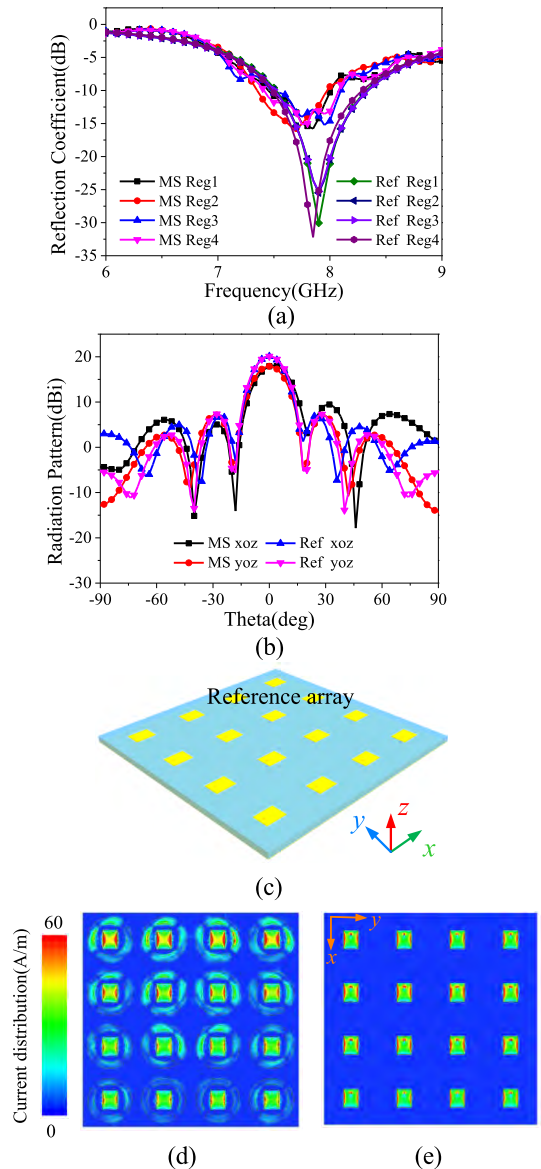 0
-5
-10
-15
-20
-25
-30
-35
Reflection Coefficient(dB)
MS Reg1
MS Reg2
MS Reg3
MS Reg4
Ref Reg1
Ref Reg2
Ref Reg3
Ref Reg4
6 7 8 9
Frequency(GHz)
(a)
20
10
0
-10
-20
-30
Radiation Pattern(dBi)
MS xoz
MS yoz
Ref xoz
Ref yoz
-90 -60 -30 0 30 60 90
Theta(deg)
(b)
Reference array
z
y
x
(c)
60
Current distribution(A/m)
0
y
x
(d) (e)